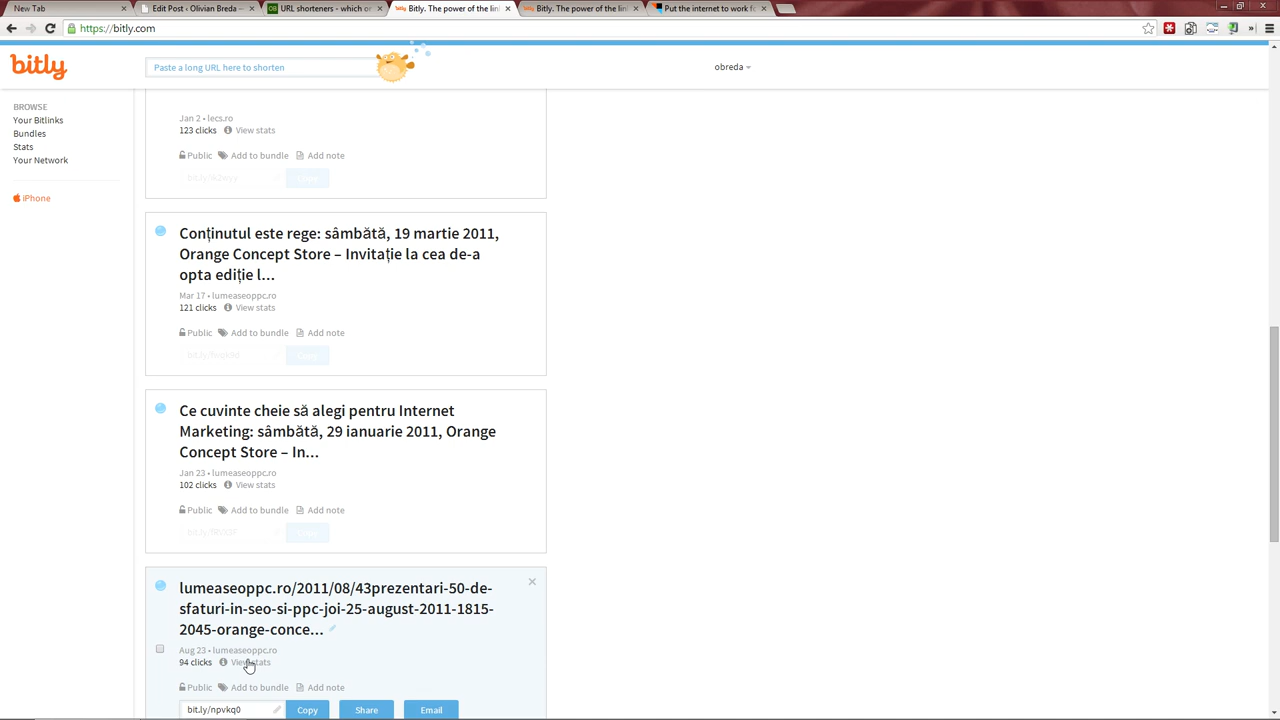 New Tab
Edit Post ‹ Olivian Breda —
URL shorteners - which or
Bitly. The power of the lin
Bitly. The power of the lin
Put the internet to work f
https://bitly.com
bitly
Paste a long URL here to shorten
obreda
BROWSE
Your Bitlinks
Bundles
Stats
Your Network
iPhone
Jan 2 • lecs.ro
123 clicks View stats
Public Add to bundle Add note
Copy
Conținutul este rege: sâmbătă, 19 martie 2011,
Orange Concept Store – Invitație la cea de-a
opta ediție l...
Mar 17 • lumeaseoppc.ro
121 clicks View stats
Public Add to bundle Add note
Copy
Ce cuvinte cheie să alegi pentru Internet
Marketing: sâmbătă, 29 ianuarie 2011, Orange
Concept Store – In...
Jan 23 • lumeaseoppc.ro
102 clicks View stats
Public Add to bundle Add note
Copy
lumeaseoppc.ro/2011/08/43prezentari-50-de-
sfaturi-in-seo-si-ppc-joi-25-august-2011-1815-
2045-orange-conce...
Aug 23 • lumeaseoppc.ro
94 clicks View stats
Public Add to bundle Add note
bit.ly/npvkq0 Copy Share Email